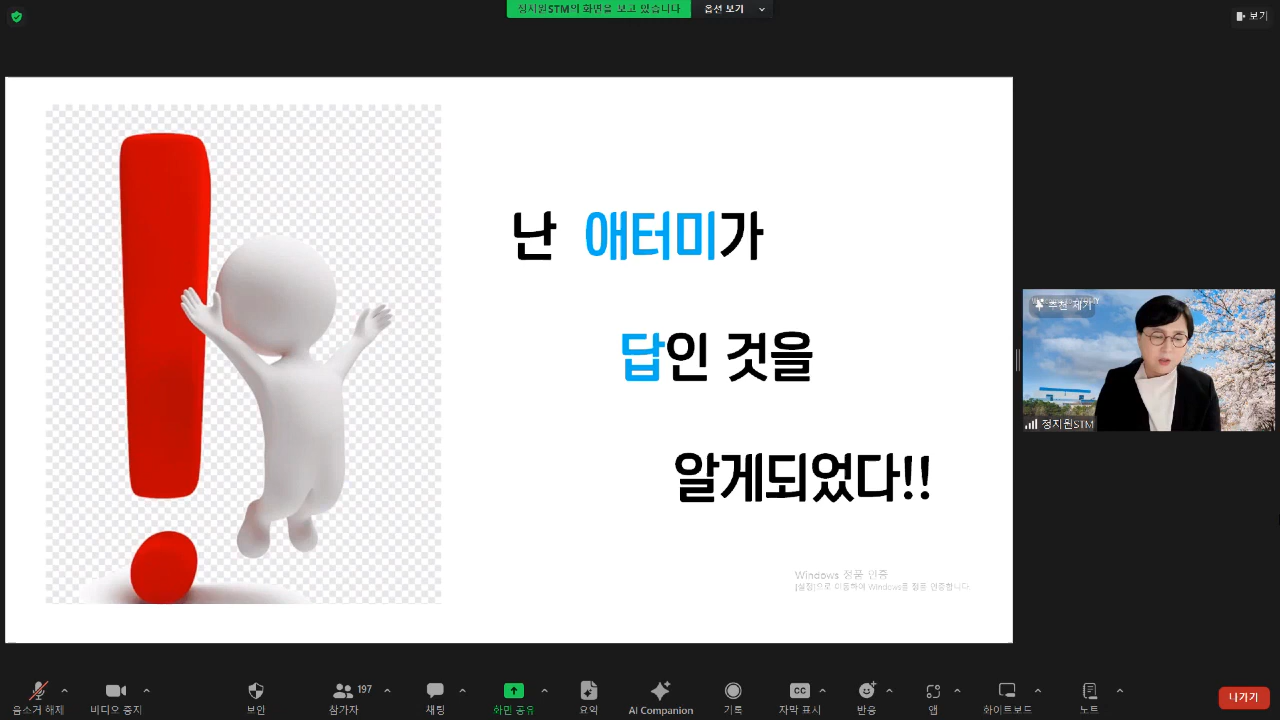 정지원STM의 화면을 보고 있습니다
옵션 보기
보기
난 애터미가
답인 것을
알게되었다!!
Windows 정품 인증
[설정]으로 이동하여 Windows를 정품 인증합니다.
추천 제거
정지원STM
음소거 해제
비디오 중지
보안
참가자
197
채팅
화면 공유
요약
AI Companion
기록
CC
자막 표시
반응
앱
화이트보드
노트
나가기